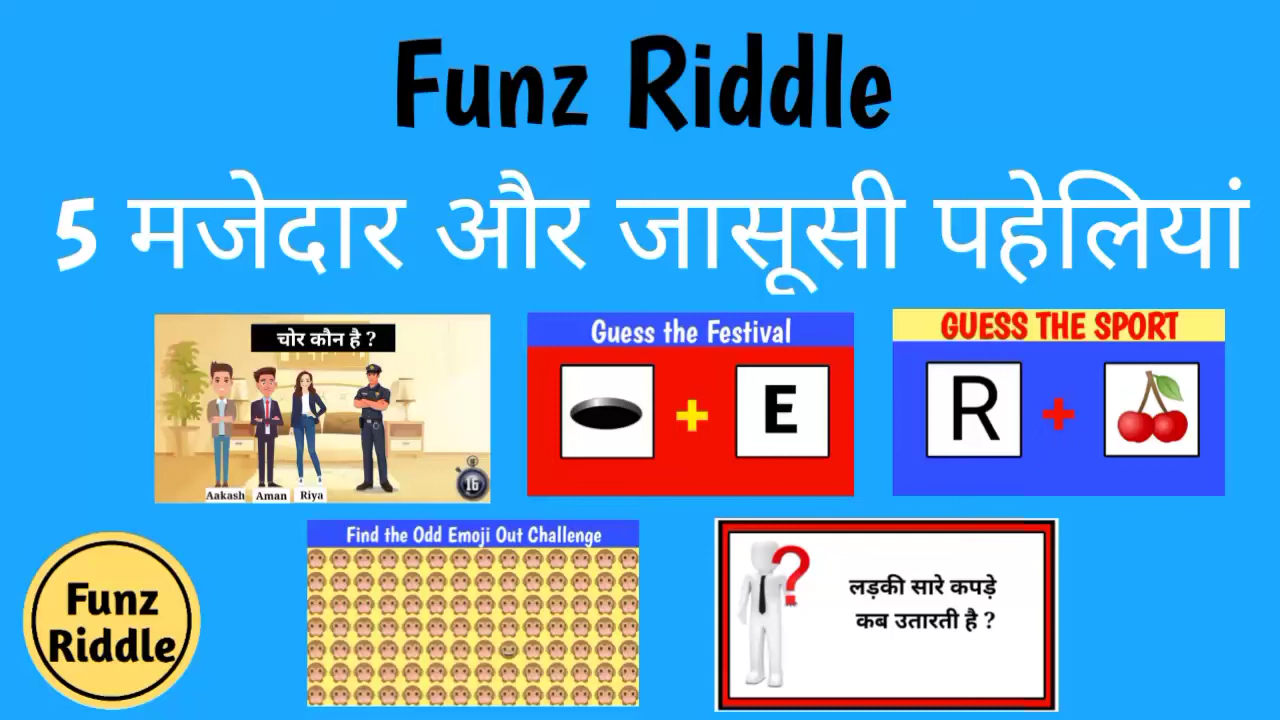 Funz Riddle
5 मजेदार और जासूसी पहेलियां
चोर कौन है ?
Aakash Aman Riya
15
Guess the Festival
+ E
GUESS THE SPORT
R +
Find the Odd Emoji Out Challenge
?
लड़की सारे कपड़े
कब उतारती है ?
Funz
Riddle